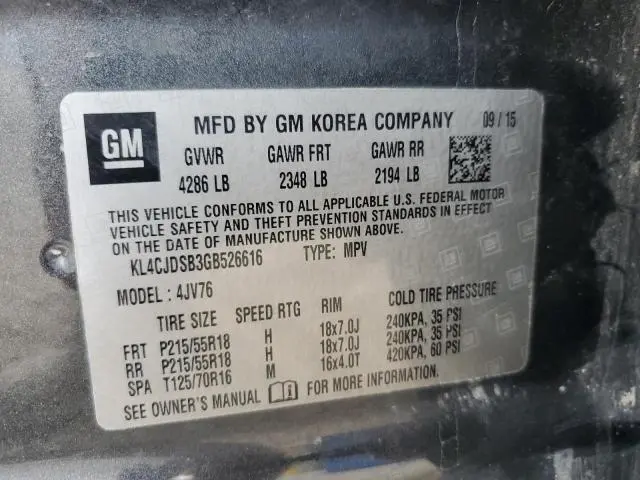 GM MFD BY GM KOREA COMPANY 09/15
GVWR GAWR FRT GAWR RR
4286 LB 2348 LB 2194 LB
THIS VEHICLE CONFORMS TO ALL APPLICABLE U.S. FEDERAL MOTOR
VEHICLE SAFETY AND THEFT PREVENTION STANDARDS IN EFFECT
ON THE DATE OF MANUFACTURE SHOWN ABOVE.
KL4CJDSB3GB526616 TYPE: MPV
MODEL: 4JV76
TIRE SIZE SPEED RTG RIM COLD TIRE PRESSURE
FRT P215/55R18 H 18x7.0J 240KPA, 35 PSI
RR P215/55R18 H 18x7.0J 240KPA, 35 PSI
SPA T125/70R16 M 16x4.0T 420KPA, 60 PSI
SEE OWNER'S MANUAL FOR MORE INFORMATION.